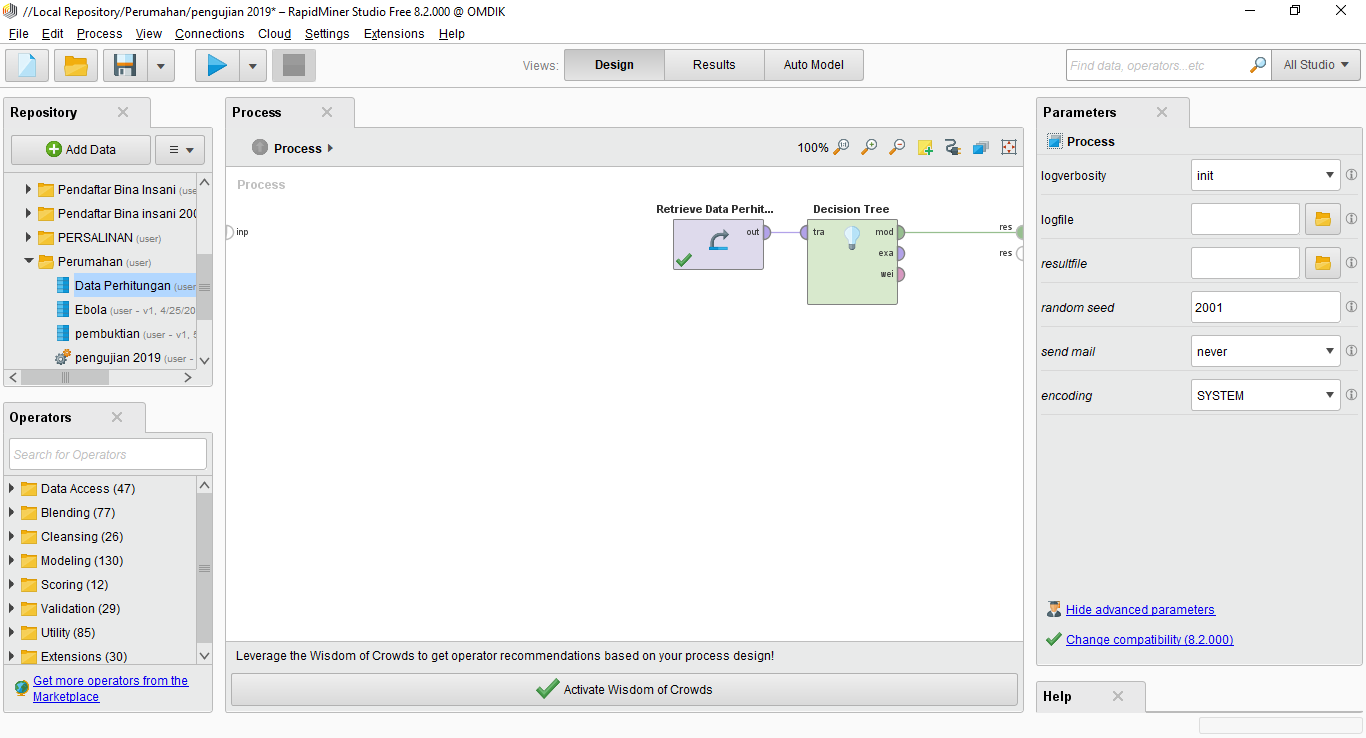 //Local Repository/Perumahan/pengujian 2019* – RapidMiner Studio Free 8.2.000 @ OMDIK
File Edit Process View Connections Cloud Settings Extensions Help
Views: Design Results Auto Model
Find data, operators...etc
All Studio
Repository
Add Data
Pendaftar Bina Insani (use
Pendaftar Bina insani 200
PERSALINAN (user)
Perumahan (user)
Data Perhitungan (user
Ebola (user - v1, 4/25/20
pembuktian (user - v1, 5
pengujian 2019 (user -
Operators
Search for Operators
Data Access (47)
Blending (77)
Cleansing (26)
Modeling (130)
Scoring (12)
Validation (29)
Utility (85)
Extensions (30)
Get more operators from the
Marketplace
Process
Process
100%
Process
inp
Retrieve Data Perhit...
out
Decision Tree
tra
mod
exa
wei
res
res
Leverage the Wisdom of Crowds to get operator recommendations based on your process design!
Activate Wisdom of Crowds
Parameters
Process
logverbosity init
logfile
resultfile
random seed 2001
send mail never
encoding SYSTEM
Hide advanced parameters
Change compatibility (8.2.000)
Help